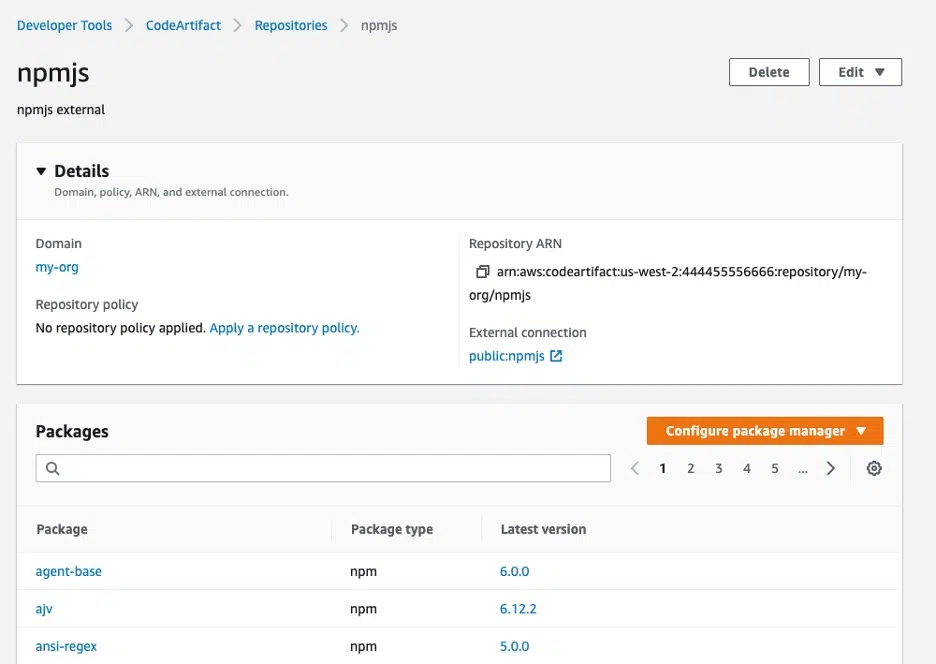 Developer Tools > CodeArtifact > Repositories > npmjs
npmjs
Delete
Edit
npmjs external
Details
Domain, policy, ARN, and external connection.
Domain
my-org
Repository policy
No repository policy applied. Apply a repository policy.
Repository ARN
arn:aws:codeartifact:us-west-2:444455556666:repository/my-
org/npmjs
External connection
public:npmjs
Packages
Configure package manager
1 2 3 4 5 ...
Package Package type Latest version
agent-base npm 6.0.0
ajv npm 6.12.2
ansi-regex npm 5.0.0